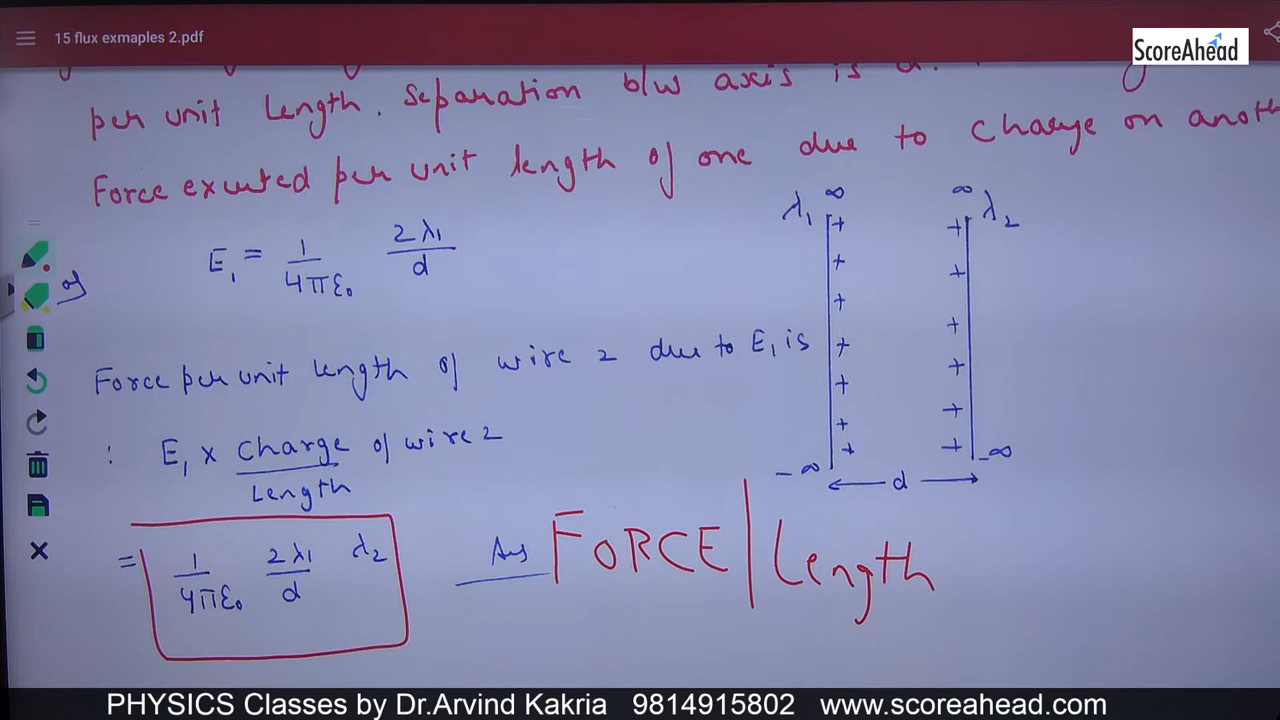 15 flux exmaples 2.pdf
ScoreAhead
per unit Length. Separation b/w axis is d.
Force exerted per unit length of one due to charge on anoth
λ₁ ∞ ∞ λ₂
E₁ = 1/4πε₀ 2λ₁/d
of
Force per unit length of wire 2 due to E₁ is
: E₁ x Charge/Length of wire 2
-∞ -∞
d
= 1/4πε₀ 2λ₁/d λ₂ Ans FORCE | Length
PHYSICS Classes by Dr.Arvind Kakria 9814915802 www.scoreahead.com